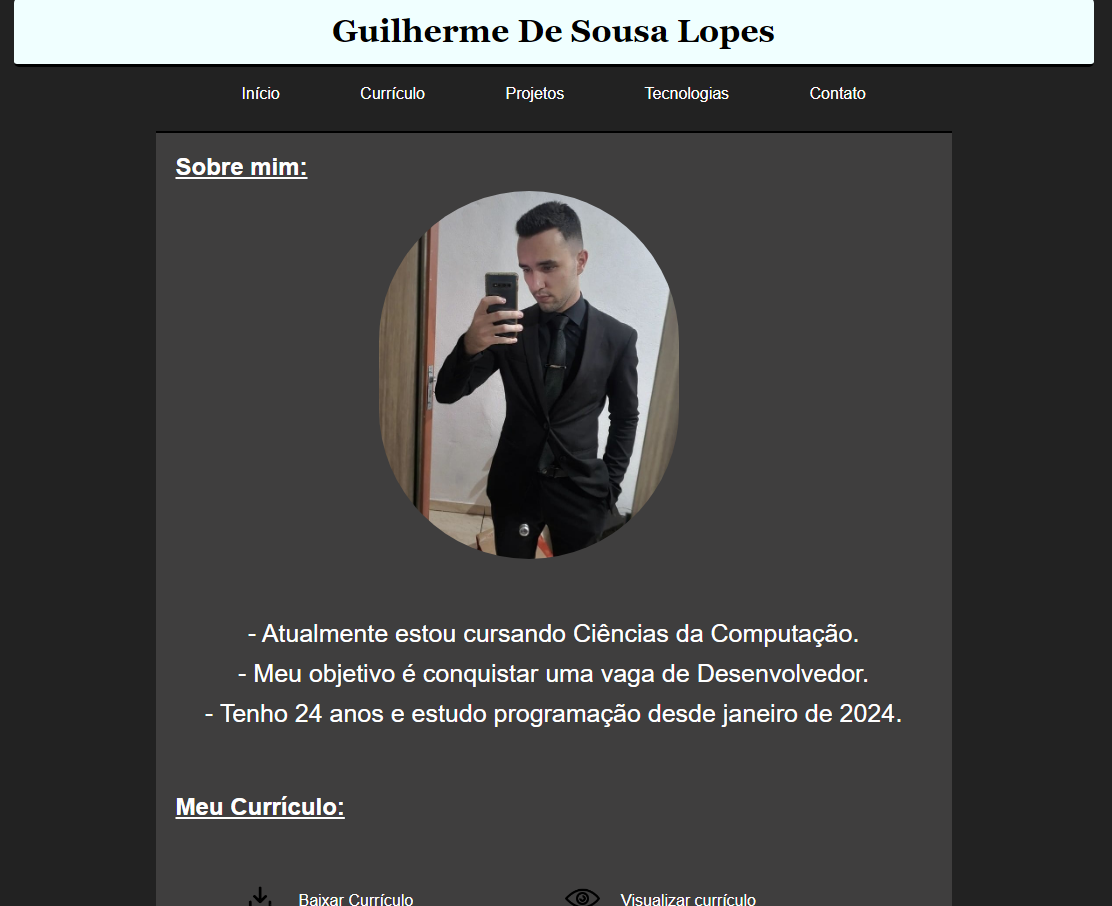 Guilherme De Sousa Lopes
Início Currículo Projetos Tecnologias Contato
Sobre mim:
- Atualmente estou cursando Ciências da Computação.
- Meu objetivo é conquistar uma vaga de Desenvolvedor.
- Tenho 24 anos e estudo programação desde janeiro de 2024.
Meu Currículo:
Baixar Currículo Visualizar currículo